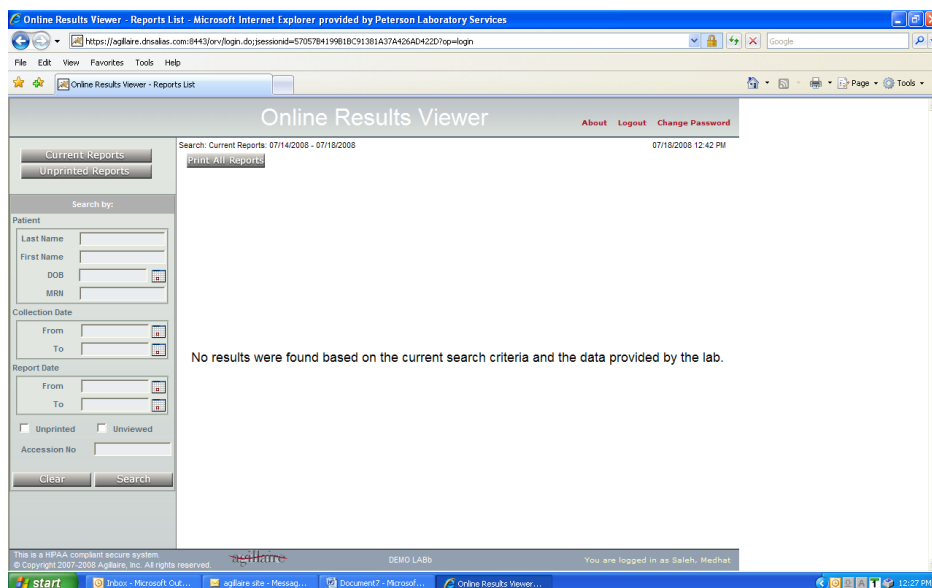 Online Results Viewer - Reports List - Microsoft Internet Explorer provided by Peterson Laboratory Services
https://agillaire.dnsalias.com:8443/orv/login.do;jsessionid=5705784199B1BC91381A37A426AD422D?op=login
Google
File Edit View Favorites Tools Help
Online Results Viewer - Reports List
Page Tools
Online Results Viewer
About Logout Change Password
Search: Current Reports: 07/14/2008 - 07/18/2008
07/18/2008 12:42 PM
Print All Reports
Current Reports
Unprinted Reports
Search by:
Patient
Last Name
First Name
DOB
MRN
Collection Date
From
To
Report Date
From
To
Unprinted Unviewed
Accession No
Clear Search
No results were found based on the current search criteria and the data provided by the lab.
This is a HIPAA compliant secure system.
© Copyright 2007-2008 Agillaire, Inc. All rights reserved.
agillaire
DEMO LABb
You are logged in as Saleh, Medhat
start
Inbox - Microsoft Out...
agillaire site - Messag...
Document7 - Microsof...
Online Results Viewer...
12:27 PM